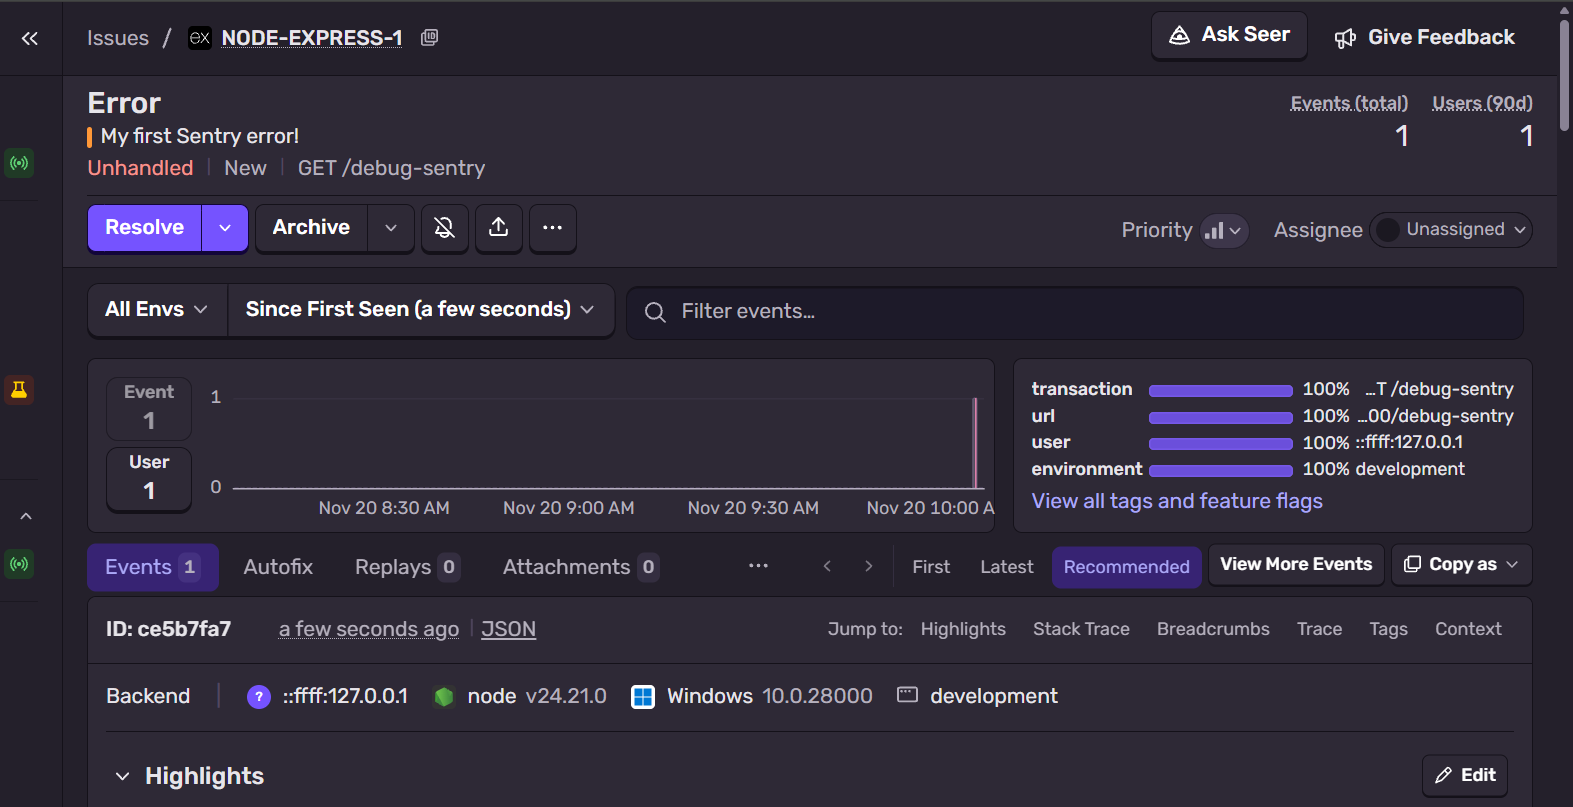 Issues / ex NODE-EXPRESS-1
Ask Seer
Give Feedback
Error
Events (total) Users (90d)
My first Sentry error!
1 1
Unhandled New GET /debug-sentry
Resolve Archive
Priority Assignee Unassigned
All Envs Since First Seen (a few seconds) Filter events…
Event
1
User
1
1
0
Nov 20 8:30 AM Nov 20 9:00 AM Nov 20 9:30 AM Nov 20 10:00 A
transaction 100% …T /debug-sentry
url 100% …00/debug-sentry
user 100% ::ffff:127.0.0.1
environment 100% development
View all tags and feature flags
Events 1 Autofix Replays 0 Attachments 0 ··· First Latest Recommended View More Events Copy as
ID: ce5b7fa7 a few seconds ago JSON Jump to: Highlights Stack Trace Breadcrumbs Trace Tags Context
Backend ? ::ffff:127.0.0.1 node v24.21.0 Windows 10.0.28000 development
Highlights Edit